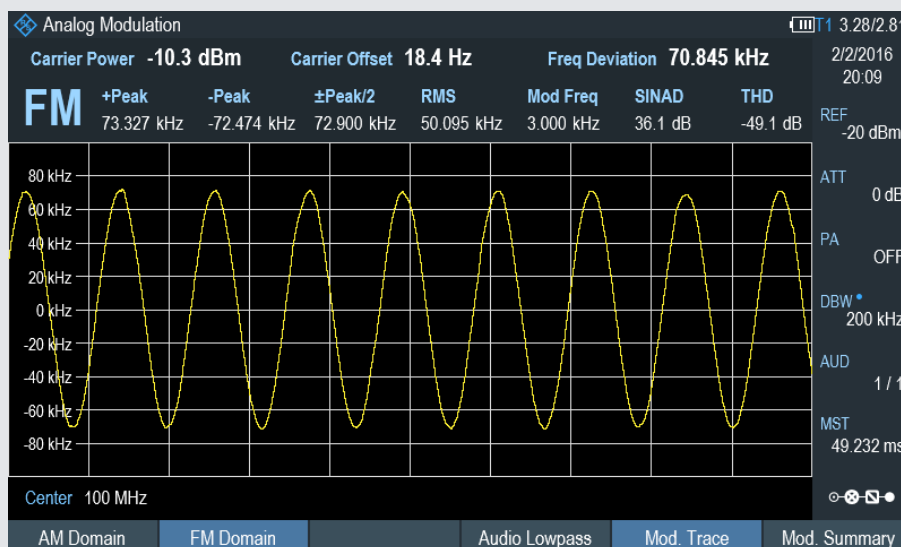 Analog Modulation
T1 3.28/2.81
Carrier Power -10.3 dBm Carrier Offset 18.4 Hz Freq Deviation 70.845 kHz
2/2/2016
20:09
FM
+Peak -Peak ±Peak/2 RMS Mod Freq SINAD THD
73.327 kHz -72.474 kHz 72.900 kHz 50.095 kHz 3.000 kHz 36.1 dB -49.1 dB
REF
-20 dBm
80 kHz
60 kHz
40 kHz
20 kHz
0 kHz
-20 kHz
-40 kHz
-60 kHz
-80 kHz
ATT
0 dB
PA
OFF
DBW
200 kHz
AUD
1 / 1
MST
49.232 ms
Center 100 MHz
AM Domain FM Domain Audio Lowpass Mod. Trace Mod. Summary